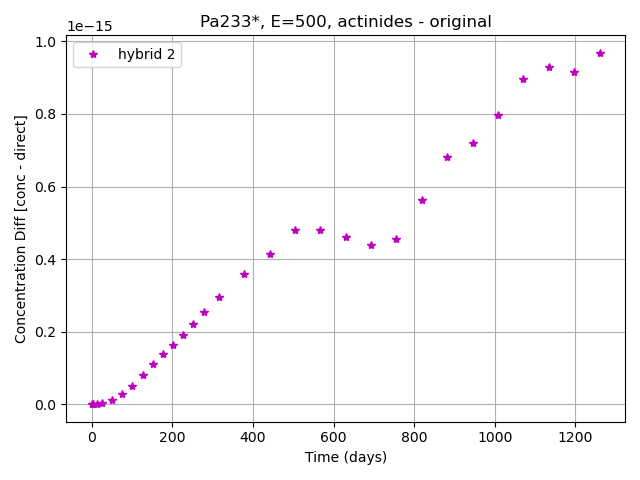 Pa233*, E=500, actinides - original
1e−15
hybrid 2
1.0
0.8
0.6
0.4
0.2
0.0
Concentration Diff [conc - direct]
0 200 400 600 800 1000 1200
Time (days)